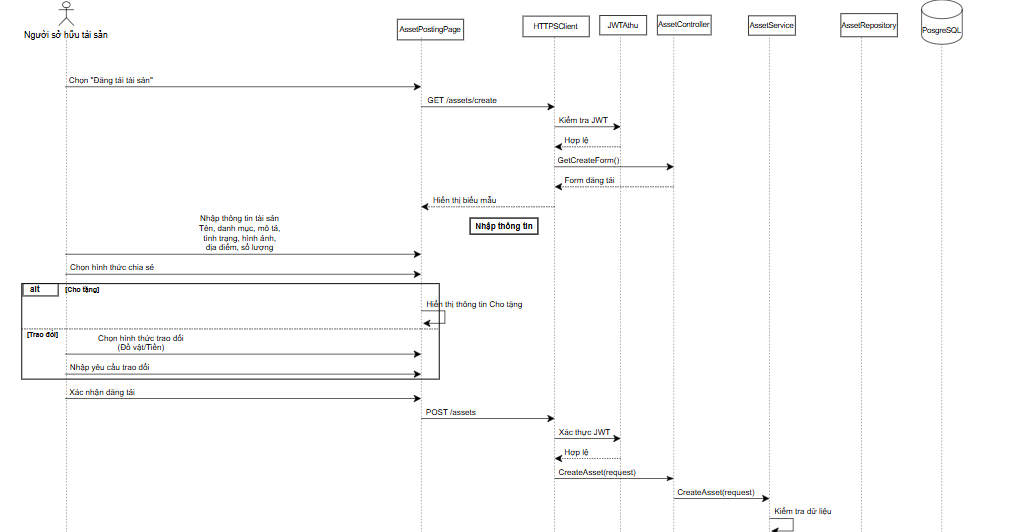 Người sở hữu tài sản
AssetPostingPage
HTTPSClient
JWTAthu
AssetController
AssetService
AssetRepository
PosgreSQL
Chọn "Đăng tải tài sản"
GET /assets/create
Kiểm tra JWT
Hợp lệ
GetCreateForm()
Form đăng tải
Hiển thị biểu mẫu
Nhập thông tin
Nhập thông tin tài sản
Tên, danh mục, mô tả,
tình trạng, hình ảnh,
địa điểm, số lượng
Chọn hình thức chia sẻ
alt
[Cho tặng]
Hiển thị thông tin Cho tặng
[Trao đổi]
Chọn hình thức trao đổi
(Đồ vật/Tiền)
Nhập yêu cầu trao đổi
Xác nhận đăng tải
POST /assets
Xác thực JWT
Hợp lệ
CreateAsset(request)
CreateAsset(request)
Kiểm tra dữ liệu